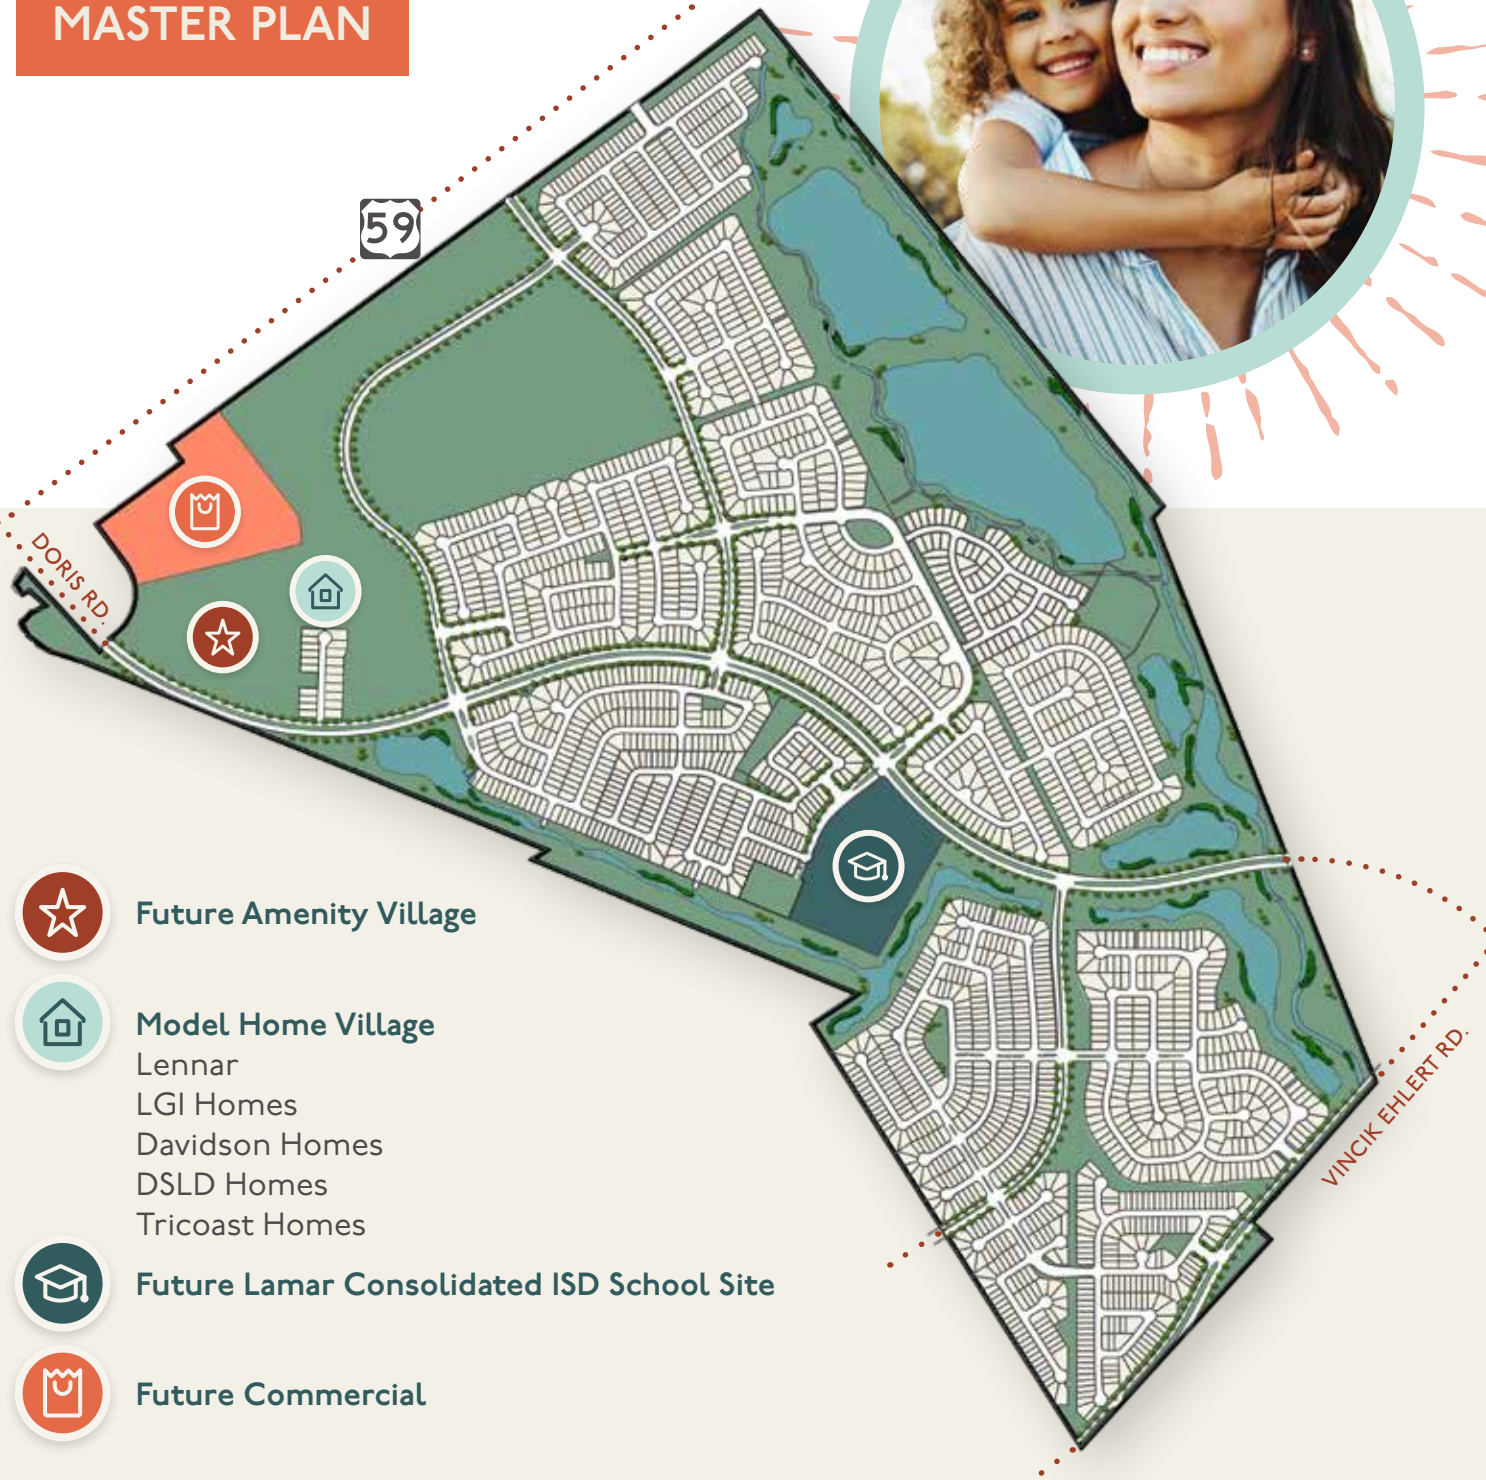 MASTER PLAN
59
DORIS RD.
VINCIK EHLERT RD.
Future Amenity Village
Model Home Village
Lennar
LGI Homes
Davidson Homes
DSLD Homes
Tricoast Homes
Future Lamar Consolidated ISD School Site
Future Commercial